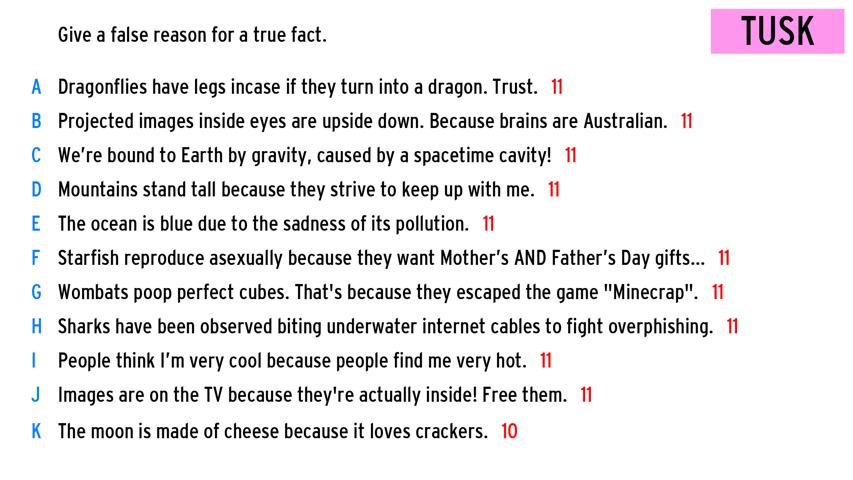 Give a false reason for a true fact.
TUSK
A Dragonflies have legs incase if they turn into a dragon. Trust. 11
B Projected images inside eyes are upside down. Because brains are Australian. 11
C We're bound to Earth by gravity, caused by a spacetime cavity! 11
D Mountains stand tall because they strive to keep up with me. 11
E The ocean is blue due to the sadness of its pollution. 11
F Starfish reproduce asexually because they want Mother's AND Father's Day gifts... 11
G Wombats poop perfect cubes. That's because they escaped the game "Minecrap". 11
H Sharks have been observed biting underwater internet cables to fight overphishing. 11
I People think I'm very cool because people find me very hot. 11
J Images are on the TV because they're actually inside! Free them. 11
K The moon is made of cheese because it loves crackers. 10